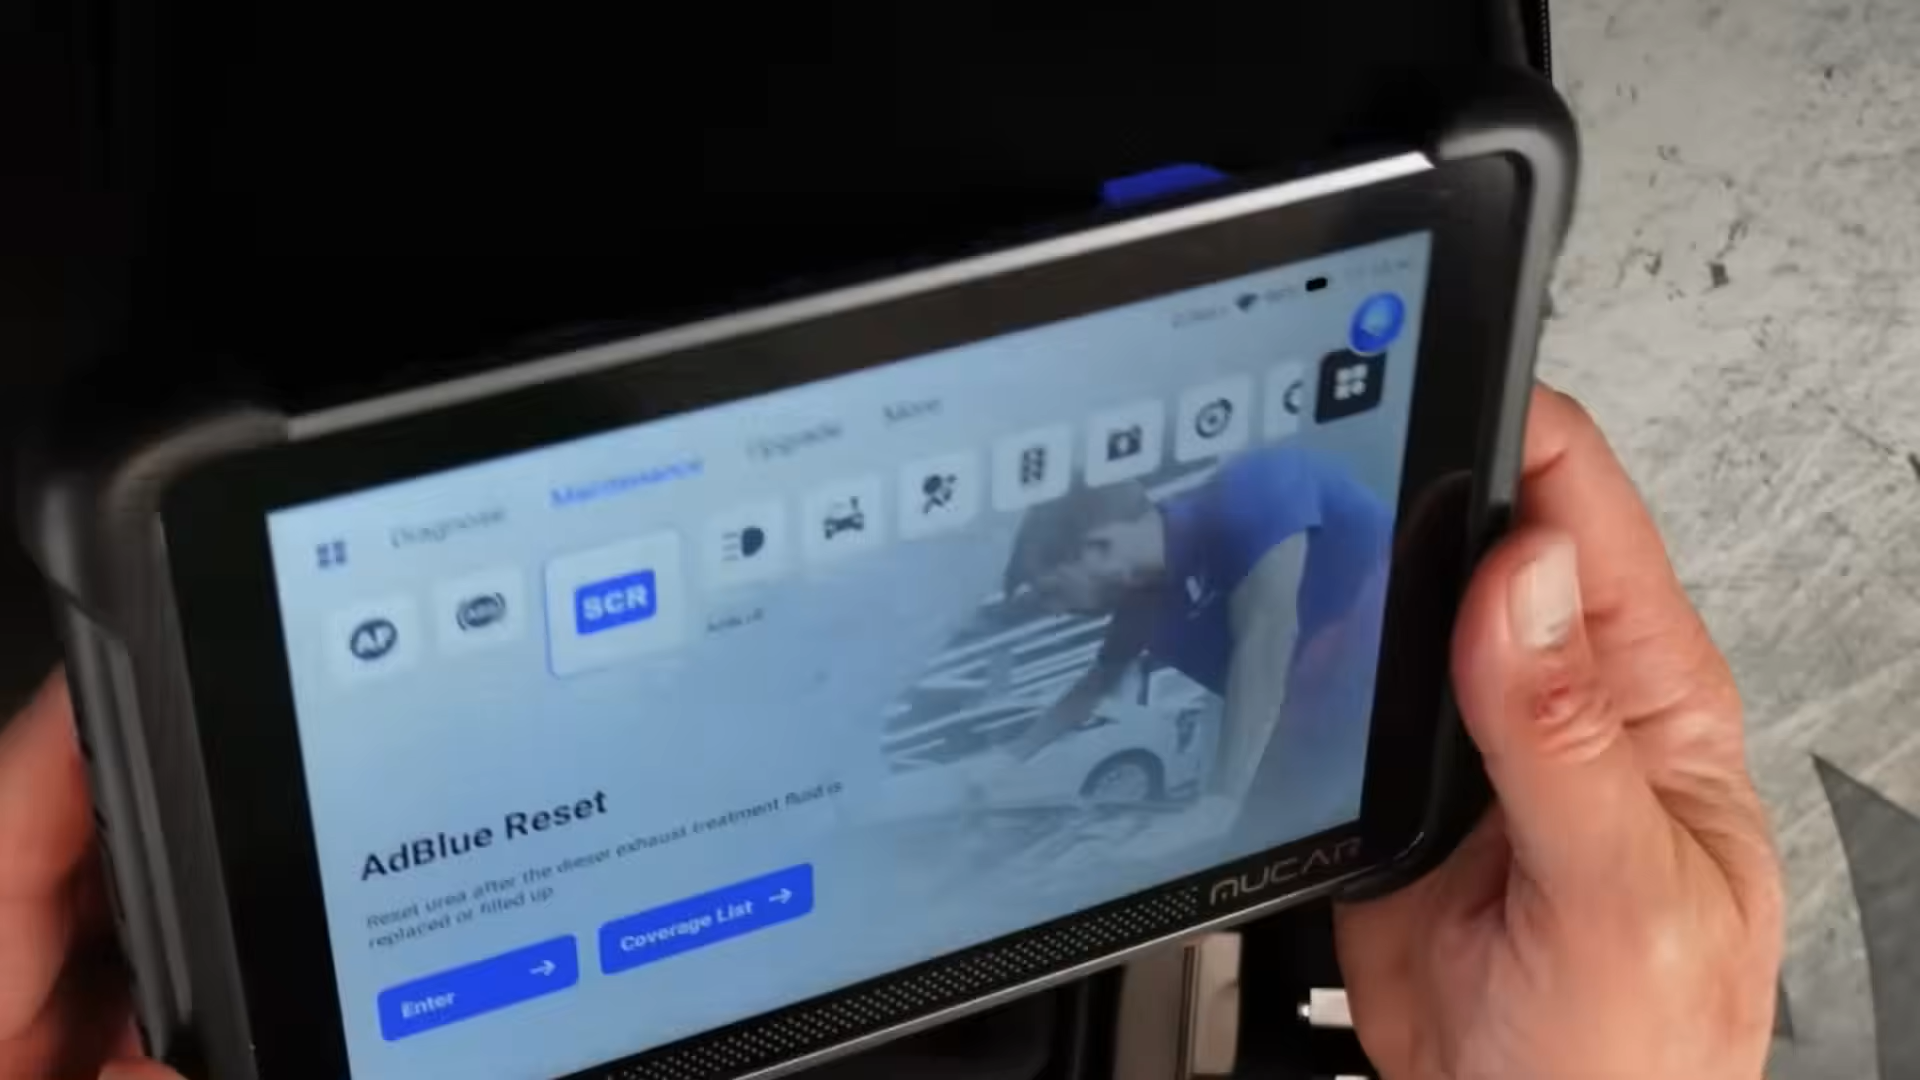 Diagnose Maintenance Upgrade More
SCR
AdBlue Reset
Reset urea after the diesel exhaust treatment fluid is
replaced or filled up
Enter
Coverage List
MUCAR